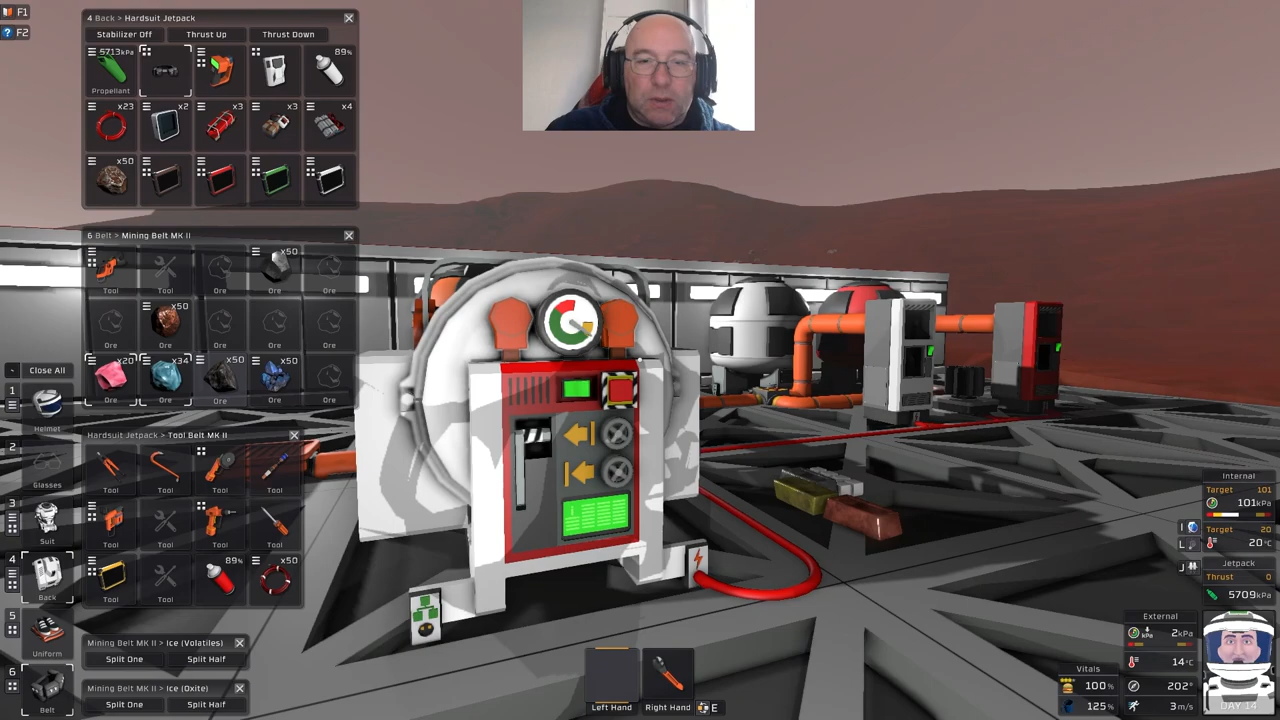 F1
F2
4 Back > Hardsuit Jetpack
Stabilizer Off Thrust Up Thrust Down
5713kPa 89%
Propellant
x23 x2 x3 x3 x4
x50
6 Belt > Mining Belt MK II
x50
Tool Tool Ore Ore Ore
x50
Ore Ore Ore Ore Ore
x20 x34 x50 x50
Ore Ore Ore Ore Ore
Close All
1
Helmet
2
Glasses
3
Suit
4
Back
5
Uniform
6
Belt
Hardsuit Jetpack > Tool Belt MK II
Tool Tool Tool Tool
Tool Tool Tool Tool
89% x50
Tool Tool
Mining Belt MK II > Ice (Volatiles)
Split One Split Half
Mining Belt MK II > Ice (Oxite)
Split One Split Half
Left Hand Right Hand E
Internal
Target 101
101kPa
Target 20
20°C
Jetpack
Thrust 0
5709kPa
External
kPa 2kPa
14°C
202°
3m/s
Vitals
100%
125%
DAY 14
I
L
J